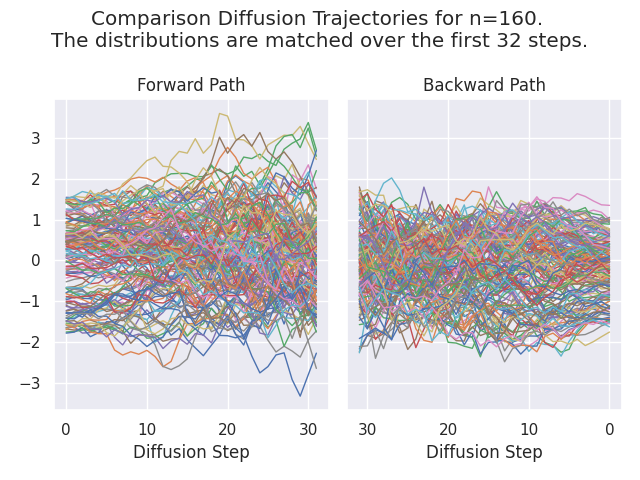 Comparison Diffusion Trajectories for n=160.
The distributions are matched over the first 32 steps.
Forward Path
Backward Path
3
2
1
0
−1
−2
−3
0 10 20 30
30 20 10 0
Diffusion Step
Diffusion Step